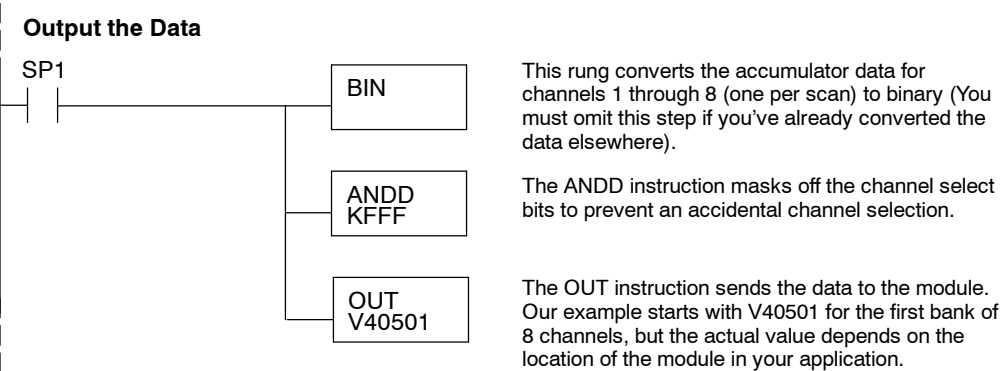 Output the Data
SP1
BIN
This rung converts the accumulator data for
channels 1 through 8 (one per scan) to binary (You
must omit this step if you've already converted the
data elsewhere).
ANDD
KFFF
The ANDD instruction masks off the channel select
bits to prevent an accidental channel selection.
OUT
V40501
The OUT instruction sends the data to the module.
Our example starts with V40501 for the first bank of
8 channels, but the actual value depends on the
location of the module in your application.